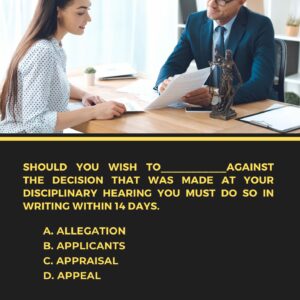 SHOULD YOU WISH TO_____________AGAINST
THE DECISION THAT WAS MADE AT YOUR
DISCIPLINARY HEARING YOU MUST DO SO IN
WRITING WITHIN 14 DAYS.
A. ALLEGATION
B. APPLICANTS
C. APPRAISAL
D. APPEAL